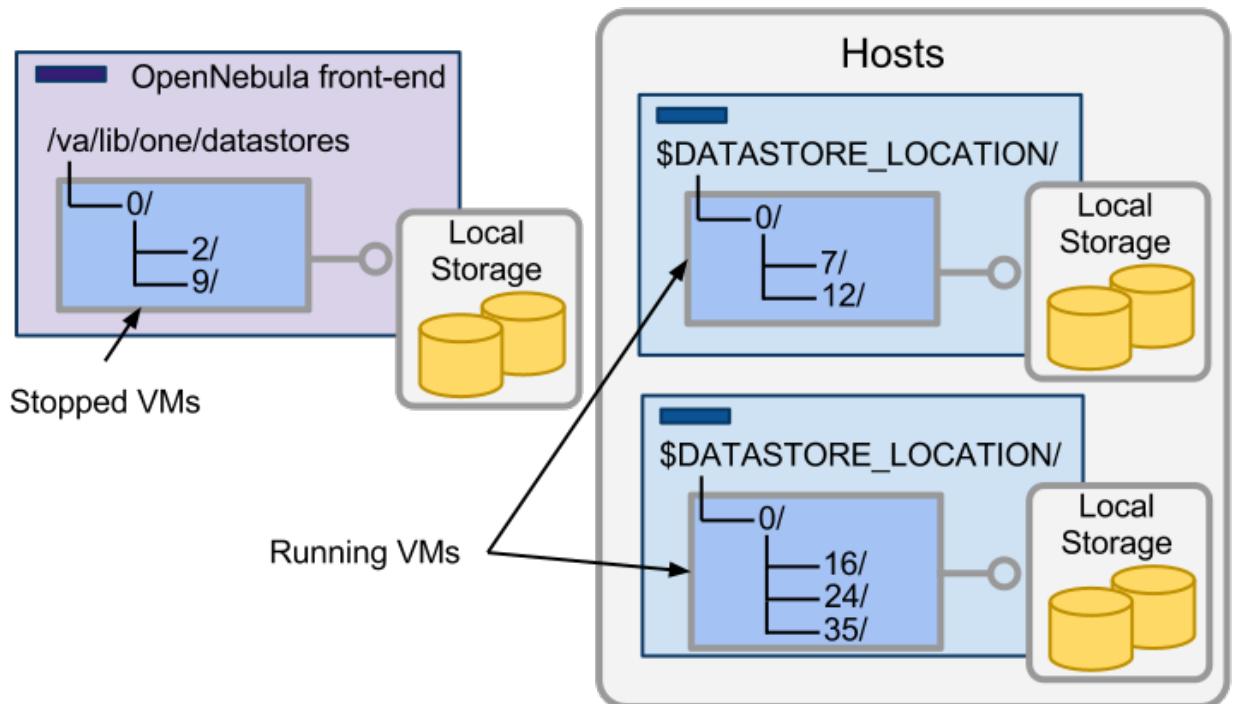 OpenNebula front-end
/va/lib/one/datastores
0/
2/
9/
Local
Storage
Stopped VMs
Hosts
$DATASTORE_LOCATION/
0/
7/
12/
Local
Storage
$DATASTORE_LOCATION/
0/
16/
24/
35/
Local
Storage
Running VMs